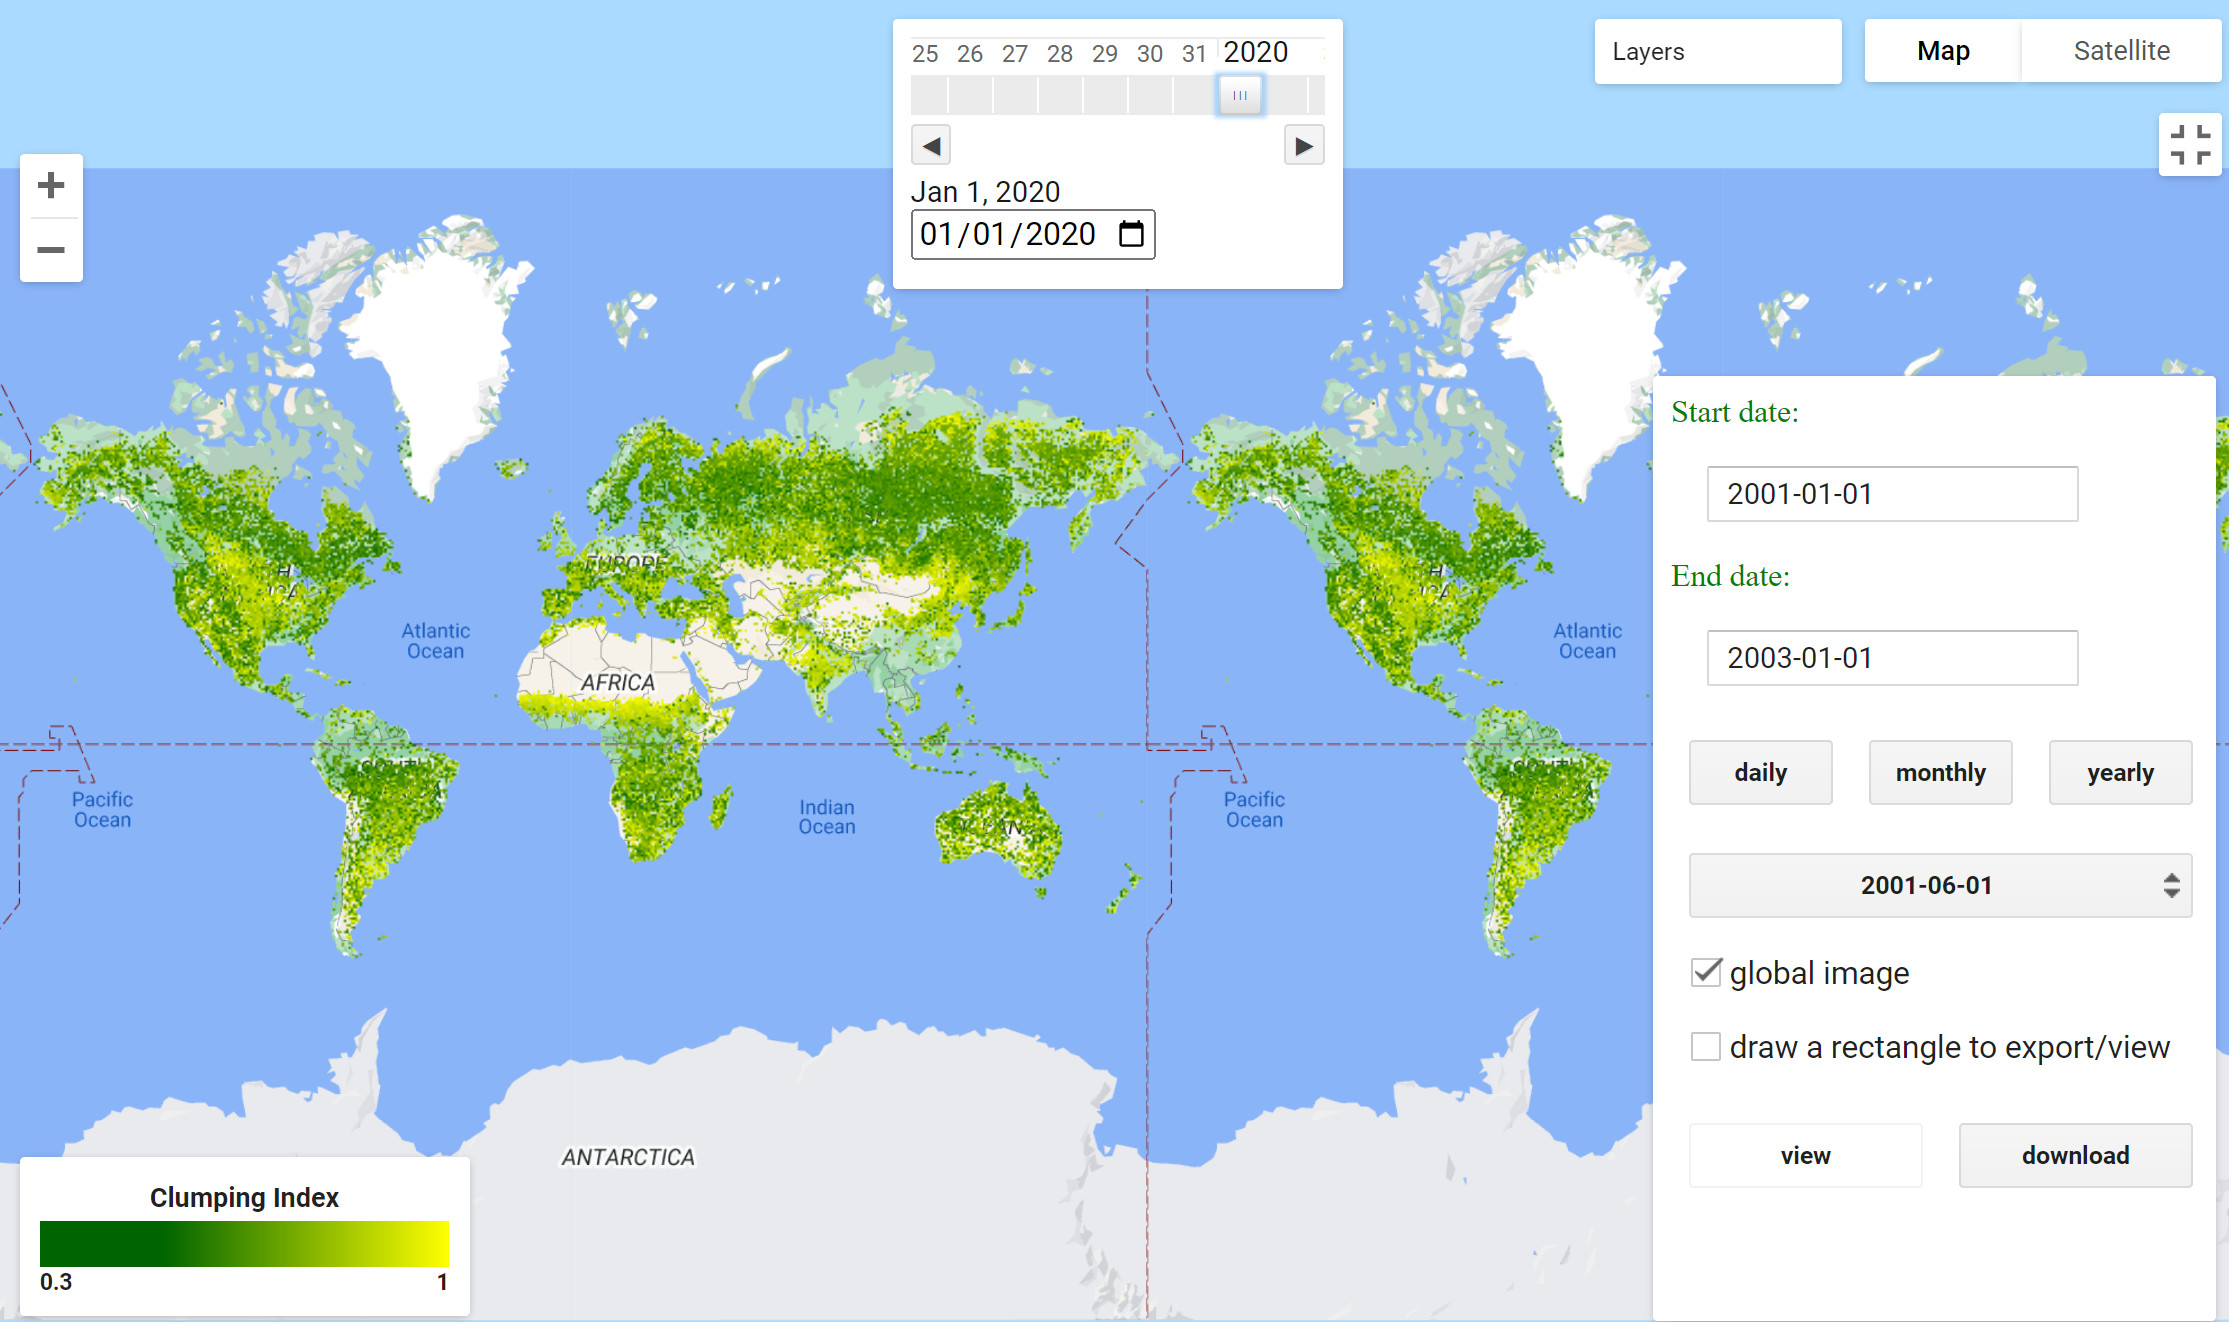 25 26 27 28 29 30 31 2020
Jan 1, 2020
01/01/2020
Layers
Map
Satellite
EUROPE
Atlantic
Ocean
AFRICA
Pacific
Ocean
Indian
Ocean
Atlantic
Ocean
Pacific
Ocean
ANTARCTICA
Start date:
2001-01-01
End date:
2003-01-01
daily
monthly
yearly
2001-06-01
global image
draw a rectangle to export/view
view
download
Clumping Index
0.3
1